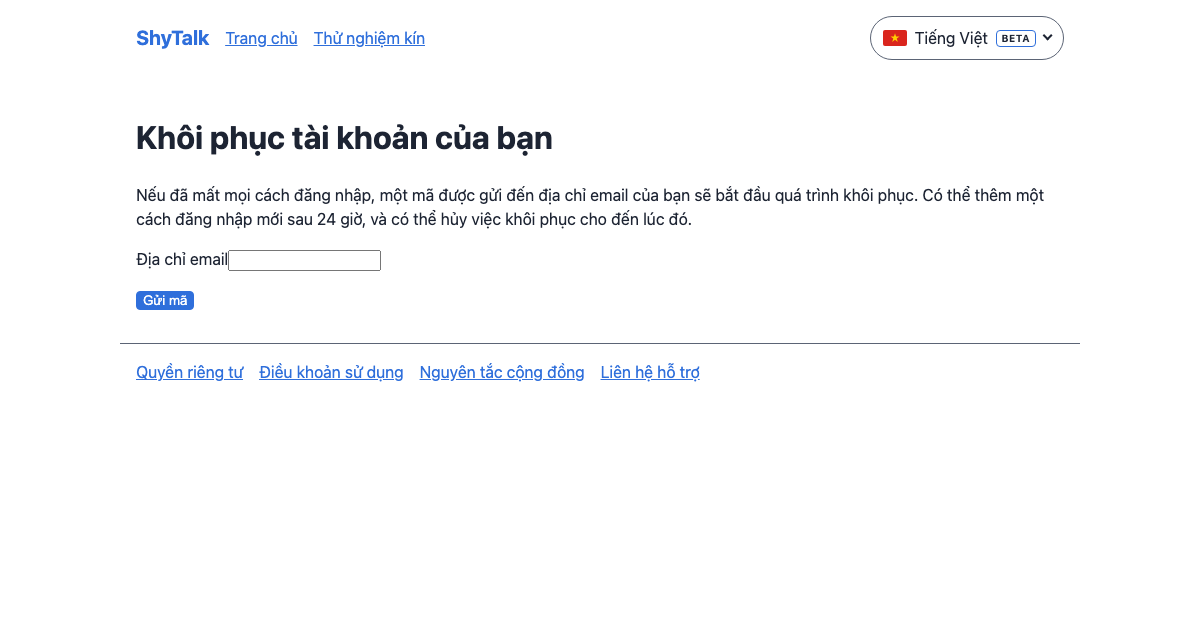 ShyTalk Trang chủ Thử nghiệm kín Tiếng Việt BETA
Khôi phục tài khoản của bạn
Nếu đã mất mọi cách đăng nhập, một mã được gửi đến địa chỉ email của bạn sẽ bắt đầu quá trình khôi phục. Có thể thêm một
cách đăng nhập mới sau 24 giờ, và có thể hủy việc khôi phục cho đến lúc đó.
Địa chỉ email
Gửi mã
Quyền riêng tư Điều khoản sử dụng Nguyên tắc cộng đồng Liên hệ hỗ trợ